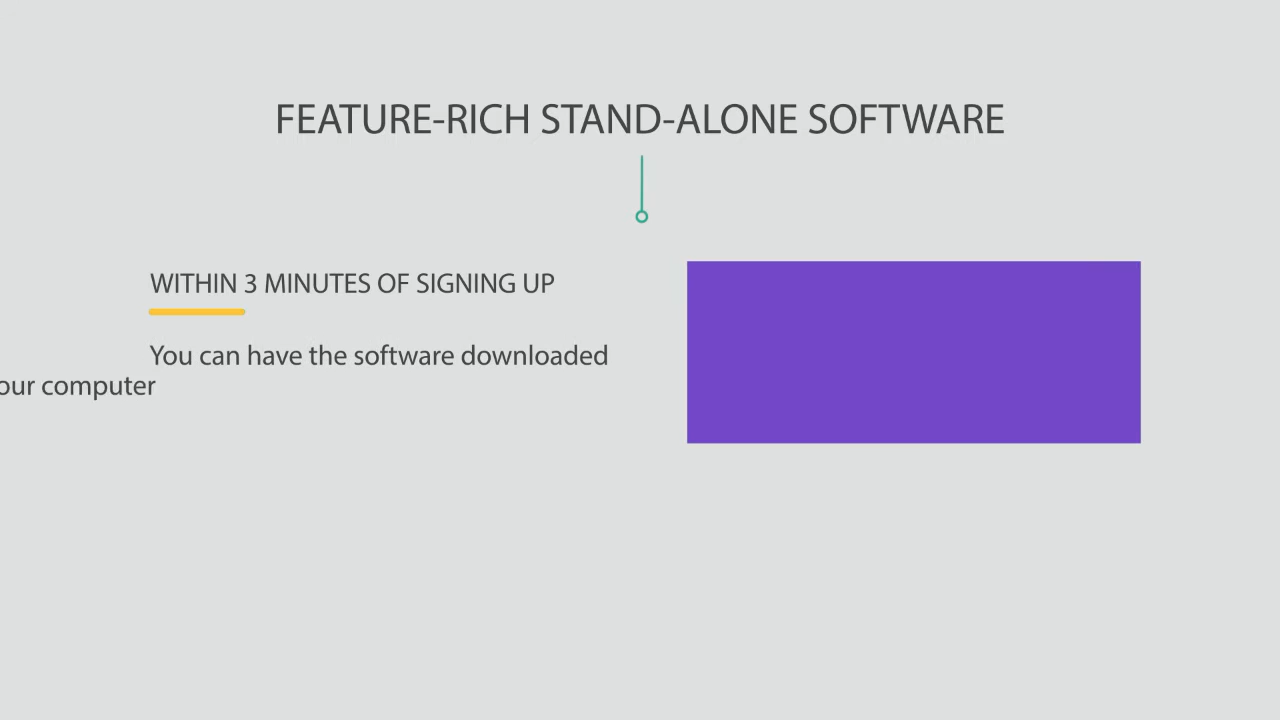 FEATURE-RICH STAND-ALONE SOFTWARE
WITHIN 3 MINUTES OF SIGNING UP
You can have the software downloaded
our computer